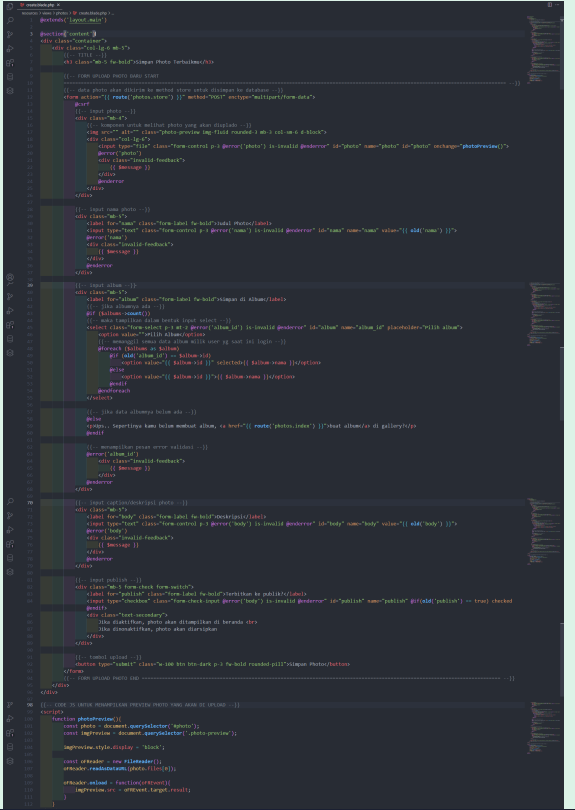 createdata.php
@extends('layout.main')
@section('content')
<div class="container">
<div class="col-lg-6 mb-5">
{{-- TITLE --}}
<h3 class="mb-5 fw-bold">Simpan Photo Terbaikmu</h3>
{{-- FORM UPLOAD PHOTO BARU START
{{-- data photo akan dikirim ke method store untuk disimpan ke database --}}
<form action="{{ route('photos.store') }}" method="POST" enctype="multipart/form-data">
@csrf
{{-- input photo --}}
<div class="mb-4">
{{-- komponen untuk melihat photo yang akan diupload --}}
<img src="" alt="" class="photo-preview img-fluid rounded-3 mb-3 col-sm-6 d-block">
<div class="col-lg-6">
<input type="file" class="form-control p-3 @error('photo') is-invalid @enderror" id="photo" name="photo" id="photo" onchange="photoPreview()">
@error('photo')
<div class="invalid-feedback">
{{ $message }}
</div>
@enderror
</div>
{{-- input nama photo --}}
<div class="mb-5">
<label for="nama" class="form-label fw-bold">Judul Photo</label>
<input type="text" class="form-control p-3 @error('nama') is-invalid @enderror" id="nama" name="nama" value="{{ old('nama') }}">
@error('nama')
<div class="invalid-feedback">
{{ $message }}
</div>
@enderror
</div>
{{-- input album --}}
<div class="mb-5">
<label for="album" class="form-label fw-bold">Simpan di Album</label>
{{-- jika albumnya ada --}}
@if ($albums->count())
{{-- maka tampilkan dalam bentuk input select --}}
<select class="form-select p-3 mt-2 @error('album_id') is-invalid @enderror" id="album" name="album_id" placeholder="Pilih album">
<option value="">Pilih Album</option>
{{-- memanggil semua data album milik user yg saat ini login --}}
@foreach ($albums as $album)
@if (old('album_id') == $album->id)
<option value="{{ $album->id }}" selected>{{ $album->nama }}</option>
@else
<option value="{{ $album->id }}">{{ $album->nama }}</option>
@endif
@endforeach
</select>
{{-- jika data albumnya belum ada --}}
@else
<p>Ups.. Sepertinya Kamu belum membuat album, <a href="{{ route('photos.index') }}">buat album</a> di gallery!</p>
@endif
{{-- menampilkan pesan error validasi --}}
@error('album_id')
<div class="invalid-feedback">
{{ $message }}
</div>
@enderror
</div>
{{-- input caption/deskripsi photo --}}
<div class="mb-5">
<label for="body" class="form-label fw-bold">Deskripsi</label>
<input type="text" class="form-control p-3 @error('body') is-invalid @enderror" id="body" name="body" value="{{ old('body') }}">
@error('body')
<div class="invalid-feedback">
{{ $message }}
</div>
@enderror
</div>
{{-- input publish --}}
<div class="mb-5 form-check form-switch">
<label for="publish" class="form-label fw-bold">Terbitkan ke publik?</label>
<input type="checkbox" class="form-check-input @error('body') is-invalid @enderror" id="publish" name="publish" @if(old('publish') == true) checked
@endif>
<div class="text-secondary">
Jika diaktifkan, photo akan ditampilkan di beranda <br>
Jika dinonaktifkan, photo akan diarsipkan
</div>
</div>
{{-- tombol upload --}}
<button type="submit" class="w-100 btn btn-dark p-3 fw-bold rounded-pill">Simpan Photo</button>
</form>
{{-- FORM UPLOAD PHOTO END
</div>
</div>
{{-- CODE JS UNTUK MENAMPILKAN PREVIEW PHOTO YANG AKAN DI UPLOAD --}}
<script>
function photoPreview(){
const photo = document.querySelector('#photo');
const imgPreview = document.querySelector('.photo-preview');
imgPreview.style.display = 'block';
const oFReader = new FileReader();
oFReader.readAsDataURL(photo.files[0]);
oFReader.onload = function(oFREvent){
imgPreview.src = oFREvent.target.result;
}
}